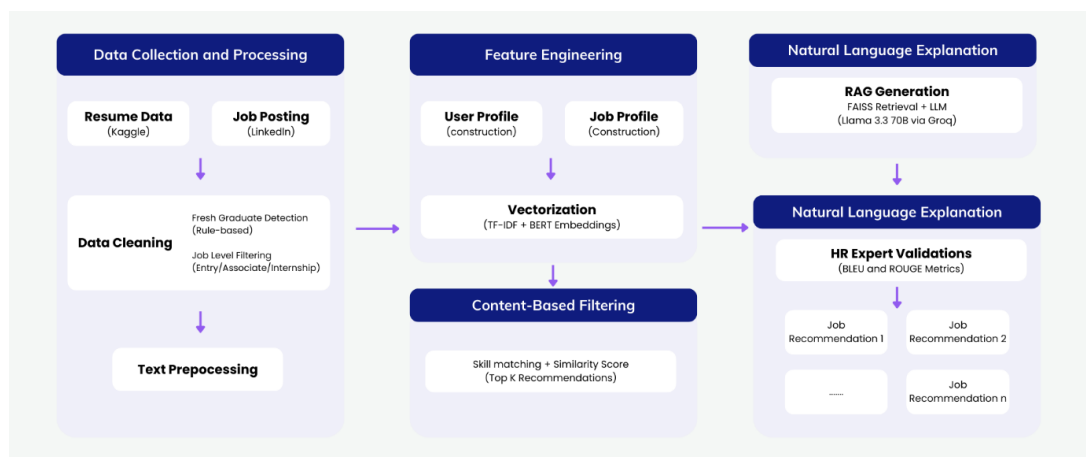 Data Collection and Processing
Resume Data
(Kaggle)
Job Posting
(LinkedIn)
Data Cleaning
Fresh Graduate Detection
(Rule-based)
Job Level Filtering
(Entry/Associate/Internship)
Text Prepocessing
Feature Engineering
User Profile
(construction)
Job Profile
(Construction)
Vectorization
(TF-IDF + BERT Embeddings)
Content-Based Filtering
Skill matching + Similarity Score
(Top K Recommendations)
Natural Language Explanation
RAG Generation
FAISS Retrieval + LLM
(Llama 3.3 70B via Groq)
Natural Language Explanation
HR Expert Validations
(BLEU and ROUGE Metrics)
Job
Recommendation 1
Job
Recommendation 2
.......
Job
Recommendation n